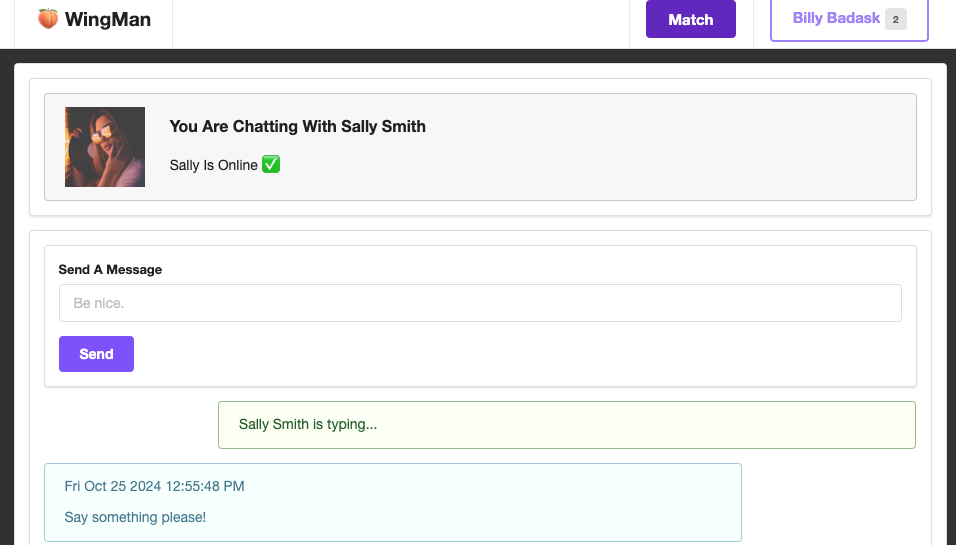 WingMan
Match
Billy Badask 2
You Are Chatting With Sally Smith
Sally Is Online
Send A Message
Be nice.
Send
Sally Smith is typing...
Fri Oct 25 2024 12:55:48 PM
Say something please!